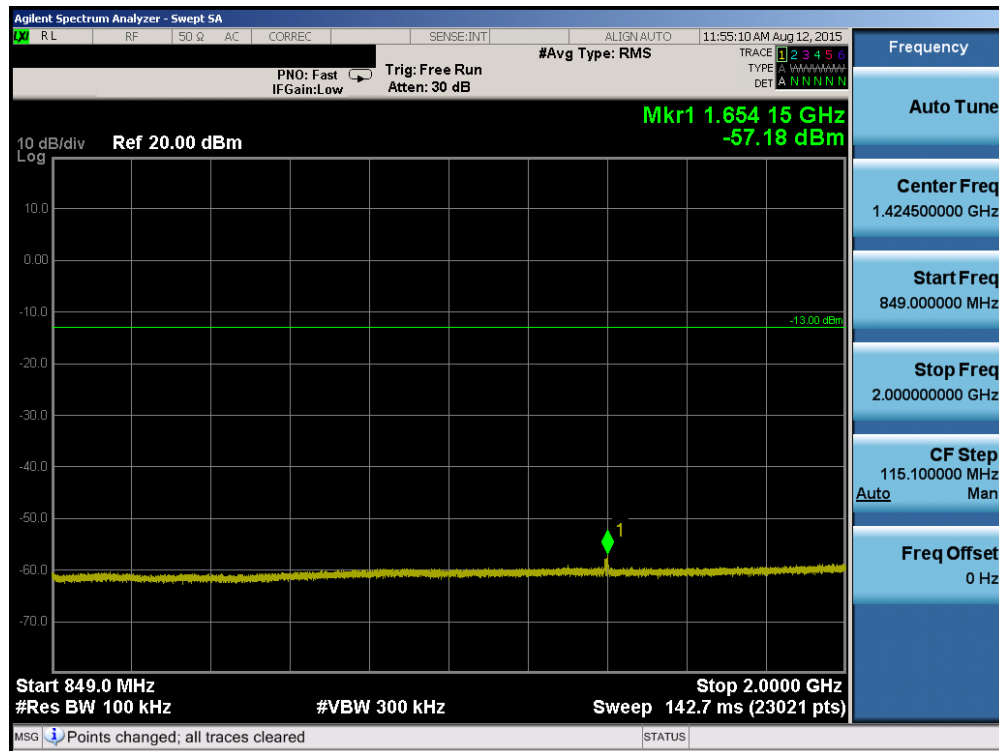 Agilent Spectrum Analyzer - Swept SA
LXI RL RF 50 Ω AC CORREC SENSE:INT ALIGN AUTO 11:55:10 AM Aug 12, 2015
#Avg Type: RMS
TRACE 1 2 3 4 5 6
PNO: Fast Trig: Free Run
TYPE A WWWWW
IFGain:Low Atten: 30 dB
DET A N N N N N
Mkr1 1.654 15 GHz
-57.18 dBm
10 dB/div Ref 20.00 dBm
Log
10.0
0.00
-10.0
-13.00 dBm
-20.0
-30.0
-40.0
-50.0
1
-60.0
-70.0
Start 849.0 MHz Stop 2.0000 GHz
#Res BW 100 kHz #VBW 300 kHz Sweep 142.7 ms (23021 pts)
MSG Points changed; all traces cleared STATUS
Frequency
Auto Tune
Center Freq
1.424500000 GHz
Start Freq
849.000000 MHz
Stop Freq
2.000000000 GHz
CF Step
115.100000 MHz
Auto Man
Freq Offset
0 Hz